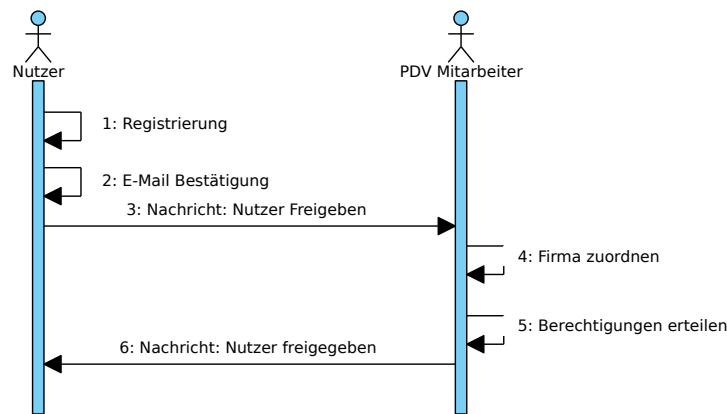 Nutzer
PDV Mitarbeiter
1: Registrierung
2: E-Mail Bestätigung
3: Nachricht: Nutzer Freigeben
4: Firma zuordnen
5: Berechtigungen erteilen
6: Nachricht: Nutzer freigegeben